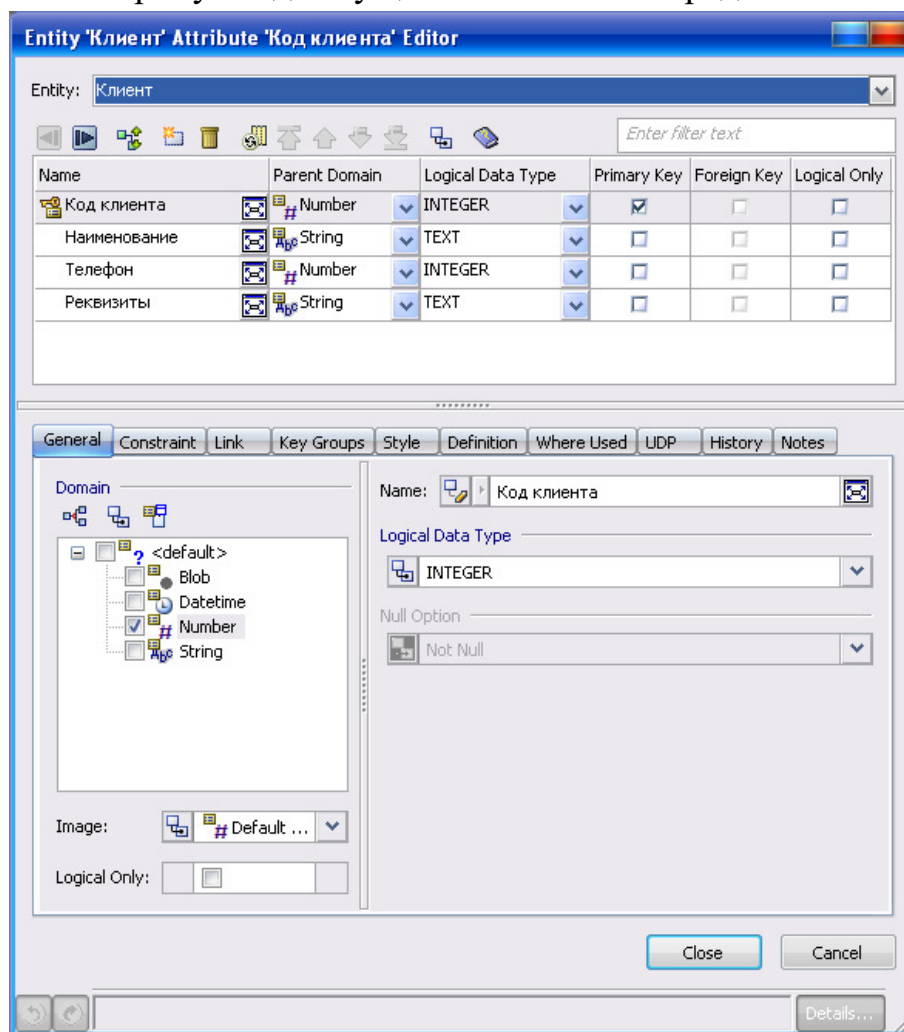 Entity 'Клиент' Attribute 'Код клиента' Editor
Entity: Клиент
Enter filter text
Name Parent Domain Logical Data Type Primary Key Foreign Key Logical Only
Код клиента Number INTEGER
Наименование String TEXT
Телефон Number INTEGER
Реквизиты String TEXT
General Constraint Link Key Groups Style Definition Where Used UDP History Notes
Domain
<default>
Blob
Datetime
Number
String
Image: Default ...
Logical Only:
Name: Код клиента
Logical Data Type
INTEGER
Null Option
Not Null
Close Cancel
Details...